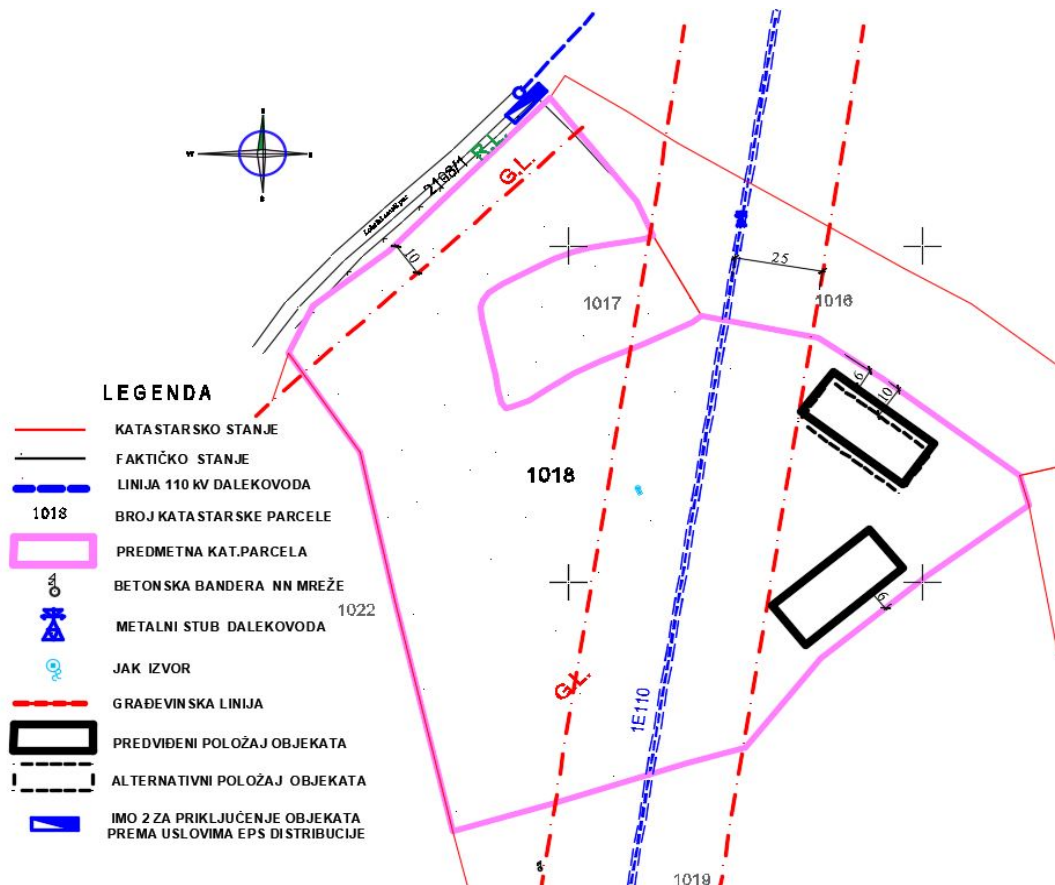 2198/1
R.L.
G.L.
10
25
1017
1016
6
10
LEGENDA
KATASTARSKO STANJE
FAKTIČKO STANJE
LINIJA 110 kV DALEKOVODA
1018
BROJ KATASTARSKE PARCELE
PREDMETNA KAT.PARCELA
BETONSKA BANDERA NN MREŽE
METALNI STUB DALEKOVODA
JAK IZVOR
GRAĐEVINSKA LINIJA
PREDVIĐENI POLOŽAJ OBJEKATA
ALTERNATIVNI POLOŽAJ OBJEKATA
IMO 2 ZA PRIKLJUČENJE OBJEKATA
PREMA USLOVIMA EPS DISTRIBUCIJE
1018
1022
6
G.L.
1E110
1019